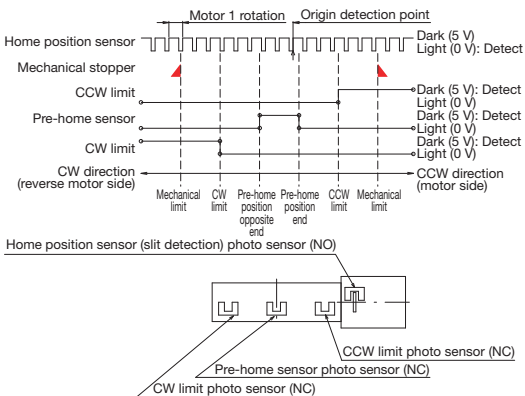 Motor 1 rotation
Origin detection point
Home position sensor
Dark (5 V)
Light (0 V): Detect
Mechanical stopper
CCW limit
Dark (5 V): Detect
Light (0 V)
Pre-home sensor
Dark (5 V): Detect
Light (0 V)
CW limit
Dark (5 V): Detect
Light (0 V)
CW direction
(reverse motor side)
CCW direction
(motor side)
Mechanical
limit
CW
limit
Pre-home
position
opposite
end
Pre-home
position
end
CCW
limit
Mechanical
limit
Home position sensor (slit detection) photo sensor (NO)
CCW limit photo sensor (NC)
Pre-home sensor photo sensor (NC)
CW limit photo sensor (NC)